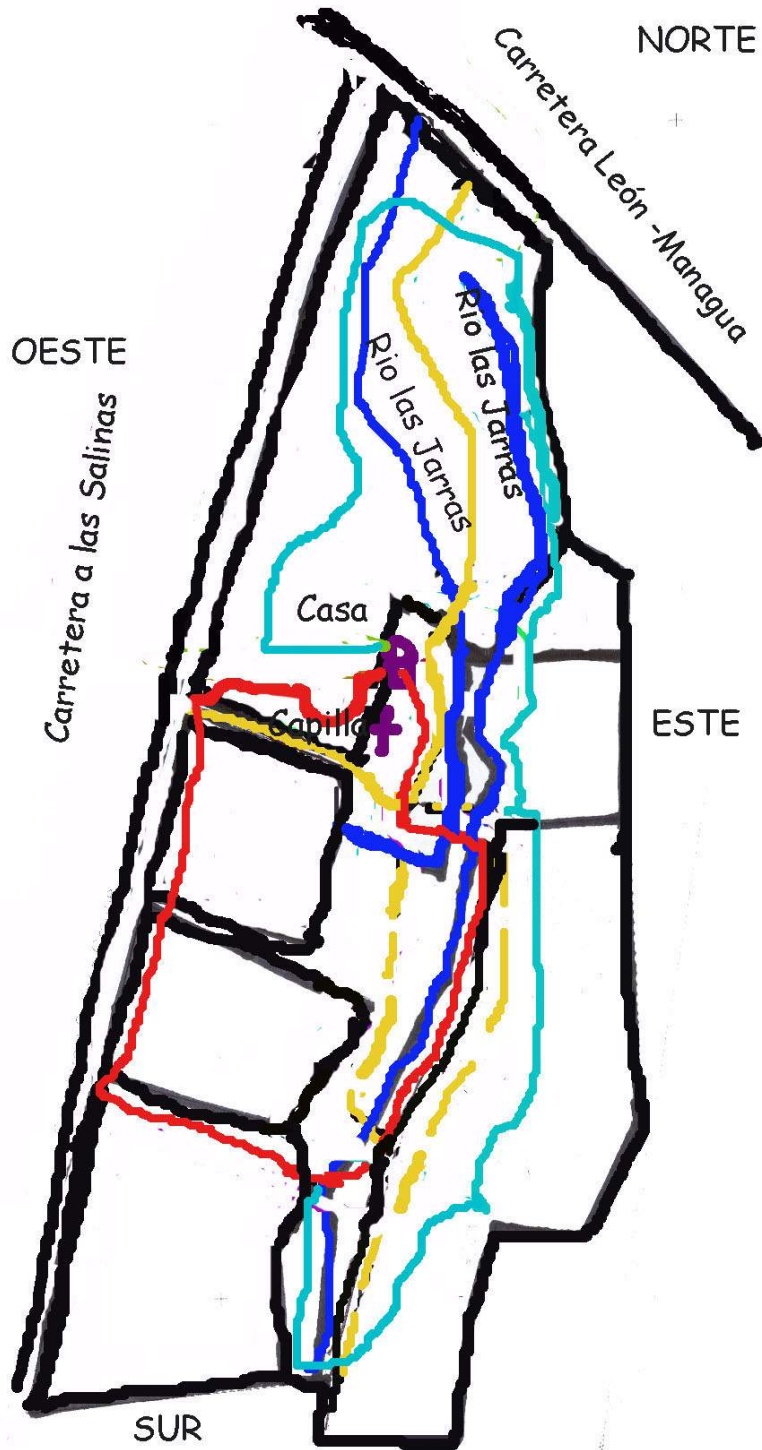 NORTE
Carretera León -Managua
OESTE
Rio las Jarras
Rio las Jarras
Carretera a las Salinas
Casa
Capilla
ESTE
SUR